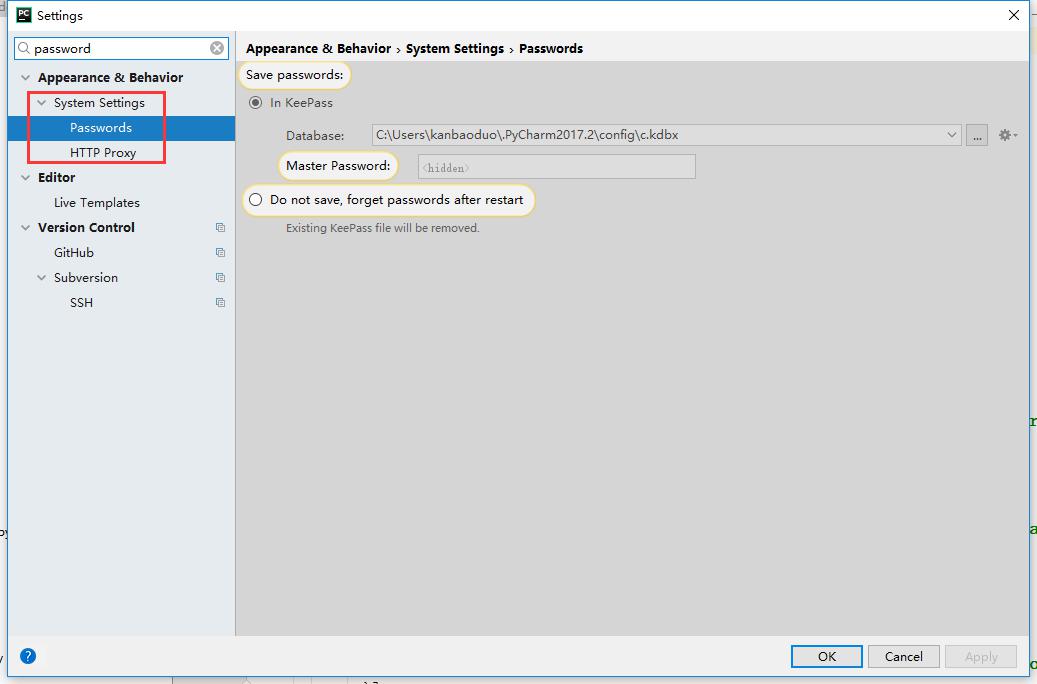 PC
Settings
password
Appearance & Behavior
System Settings
Passwords
HTTP Proxy
Editor
Live Templates
Version Control
GitHub
Subversion
SSH
Appearance & Behavior › System Settings › Passwords
Save passwords:
In KeePass
Database: C:\Users\kanbaoduo\.PyCharm2017.2\config\c.kdbx ...
Master Password: <hidden>
Do not save, forget passwords after restart
Existing KeePass file will be removed.
? OK Cancel Apply